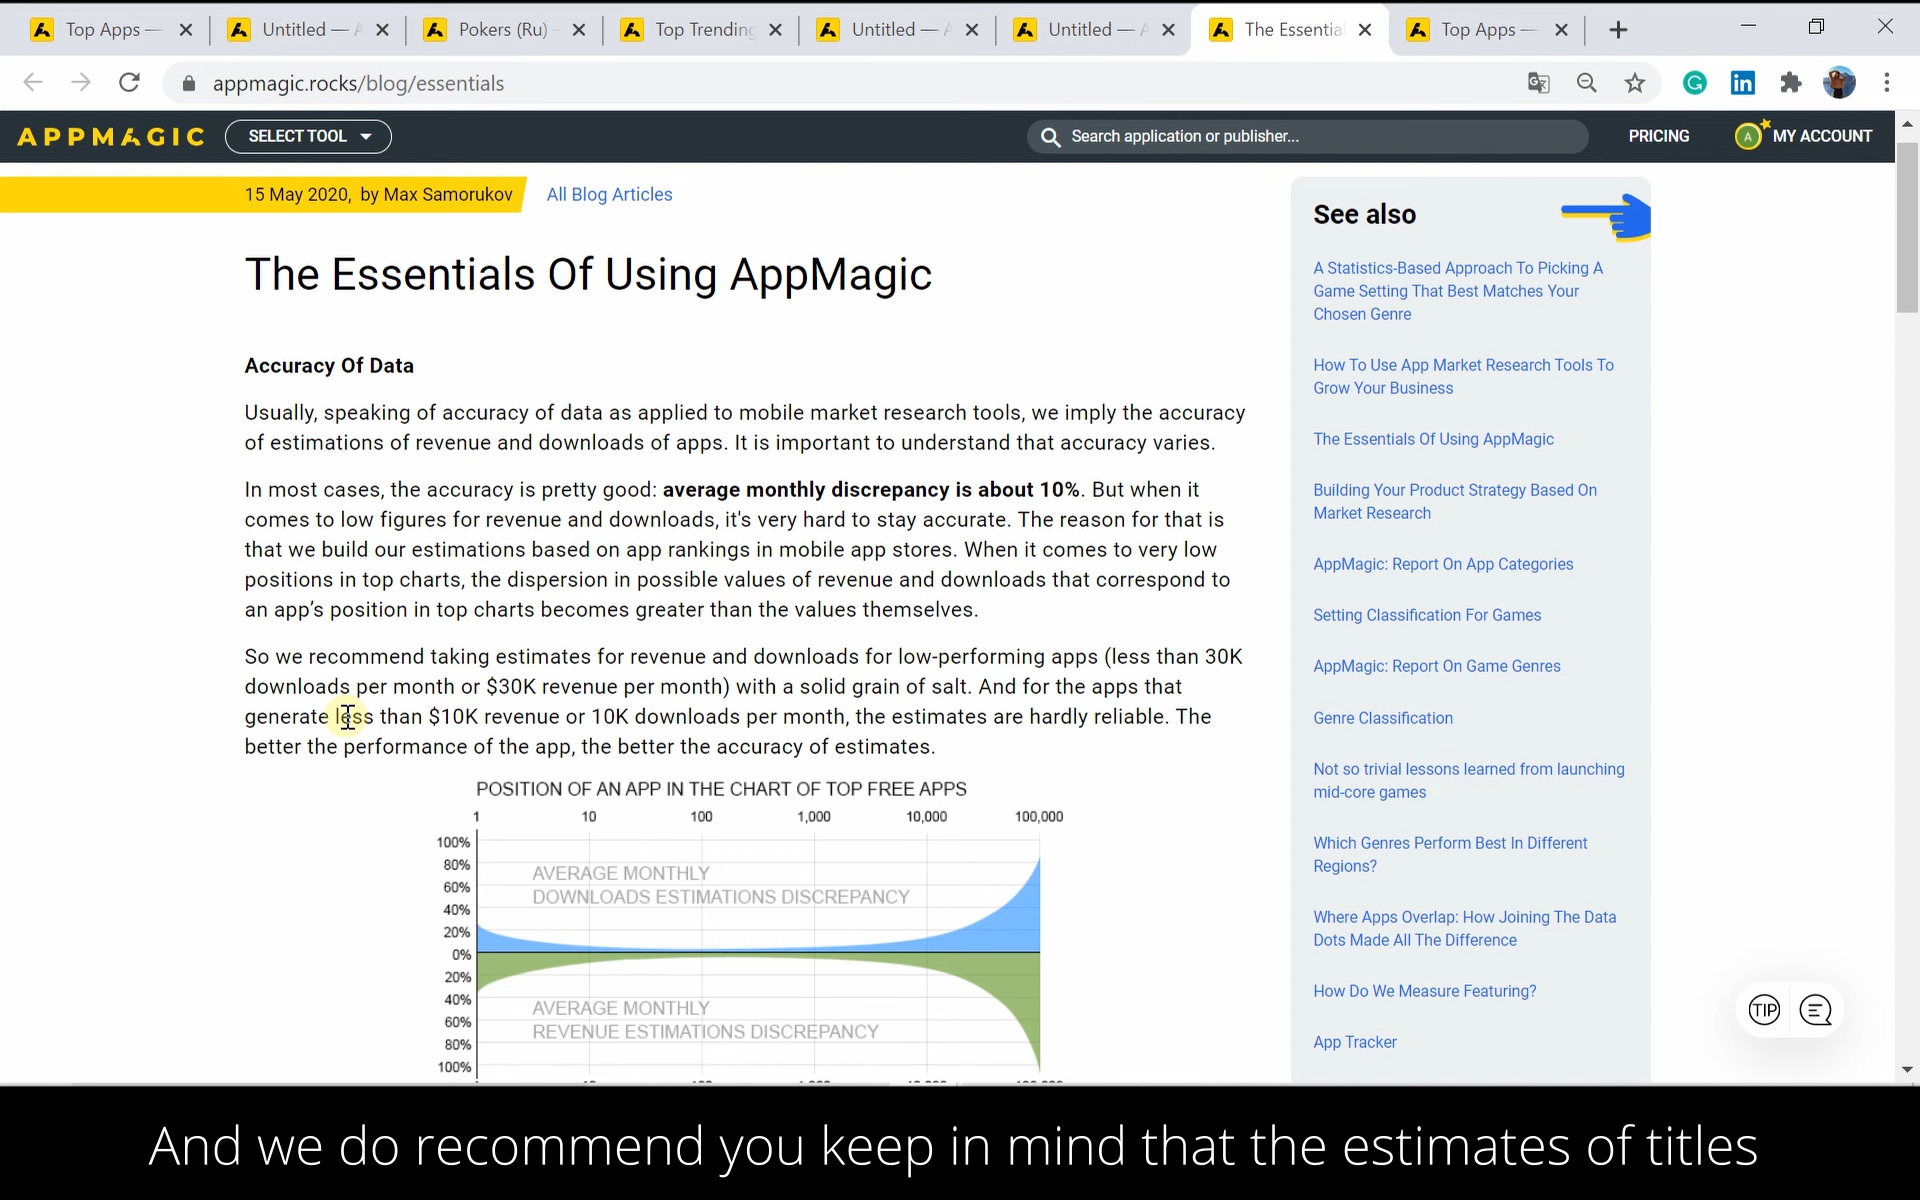 Top Apps —
Untitled — A
Pokers (Ru) -
Top Trending
Untitled — A
Untitled — A
The Essentia
Top Apps —
appmagic.rocks/blog/essentials
APPMAGIC
SELECT TOOL
Search application or publisher...
PRICING
A
MY ACCOUNT
15 May 2020, by Max Samorukov
All Blog Articles
The Essentials Of Using AppMagic
Accuracy Of Data
Usually, speaking of accuracy of data as applied to mobile market research tools, we imply the accuracy
of estimations of revenue and downloads of apps. It is important to understand that accuracy varies.
In most cases, the accuracy is pretty good: average monthly discrepancy is about 10%. But when it
comes to low figures for revenue and downloads, it's very hard to stay accurate. The reason for that is
that we build our estimations based on app rankings in mobile app stores. When it comes to very low
positions in top charts, the dispersion in possible values of revenue and downloads that correspond to
an app's position in top charts becomes greater than the values themselves.
So we recommend taking estimates for revenue and downloads for low-performing apps (less than 30K
downloads per month or $30K revenue per month) with a solid grain of salt. And for the apps that
generate less than $10K revenue or 10K downloads per month, the estimates are hardly reliable. The
better the performance of the app, the better the accuracy of estimates.
POSITION OF AN APP IN THE CHART OF TOP FREE APPS
1 10 100 1,000 10,000 100,000
100%
80%
60%
40%
20%
0%
20%
40%
60%
80%
100%
AVERAGE MONTHLY
DOWNLOADS ESTIMATIONS DISCREPANCY
AVERAGE MONTHLY
REVENUE ESTIMATIONS DISCREPANCY
See also
A Statistics-Based Approach To Picking A
Game Setting That Best Matches Your
Chosen Genre
How To Use App Market Research Tools To
Grow Your Business
The Essentials Of Using AppMagic
Building Your Product Strategy Based On
Market Research
AppMagic: Report On App Categories
Setting Classification For Games
AppMagic: Report On Game Genres
Genre Classification
Not so trivial lessons learned from launching
mid-core games
Which Genres Perform Best In Different
Regions?
Where Apps Overlap: How Joining The Data
Dots Made All The Difference
How Do We Measure Featuring?
App Tracker
TIP
And we do recommend you keep in mind that the estimates of titles